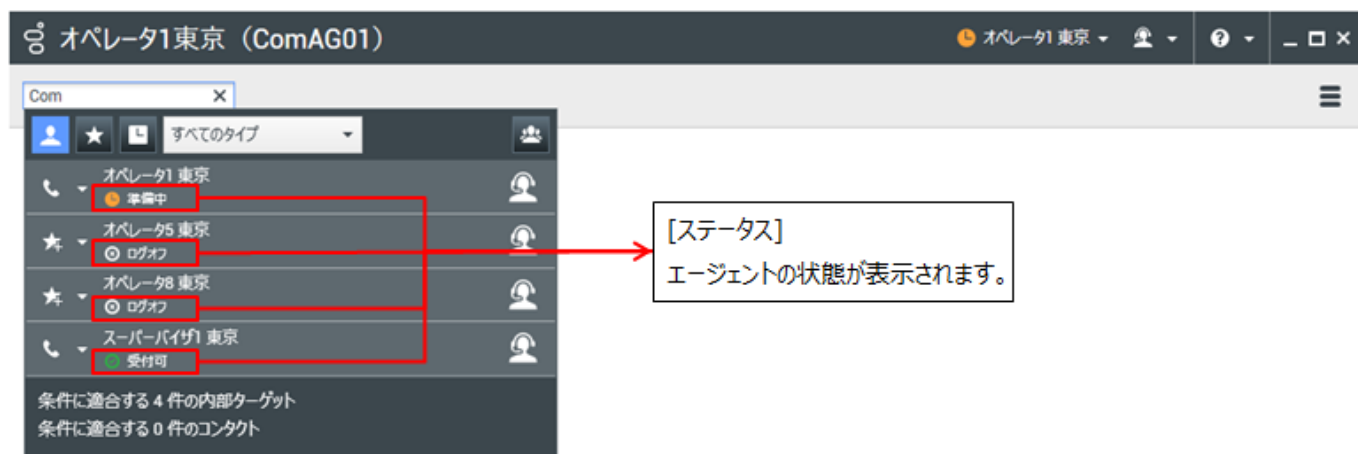 オペレータ1東京（ComAG01）
オペレータ1 東京
Com
すべてのタイプ
オペレータ1 東京
準備中
オペレータ5 東京
ログオフ
オペレータ8 東京
ログオフ
スーパーバイザ1 東京
受付可
[ステータス]
エージェントの状態が表示されます。
条件に適合する 4 件の内部ターゲット
条件に適合する 0 件のコンタクト